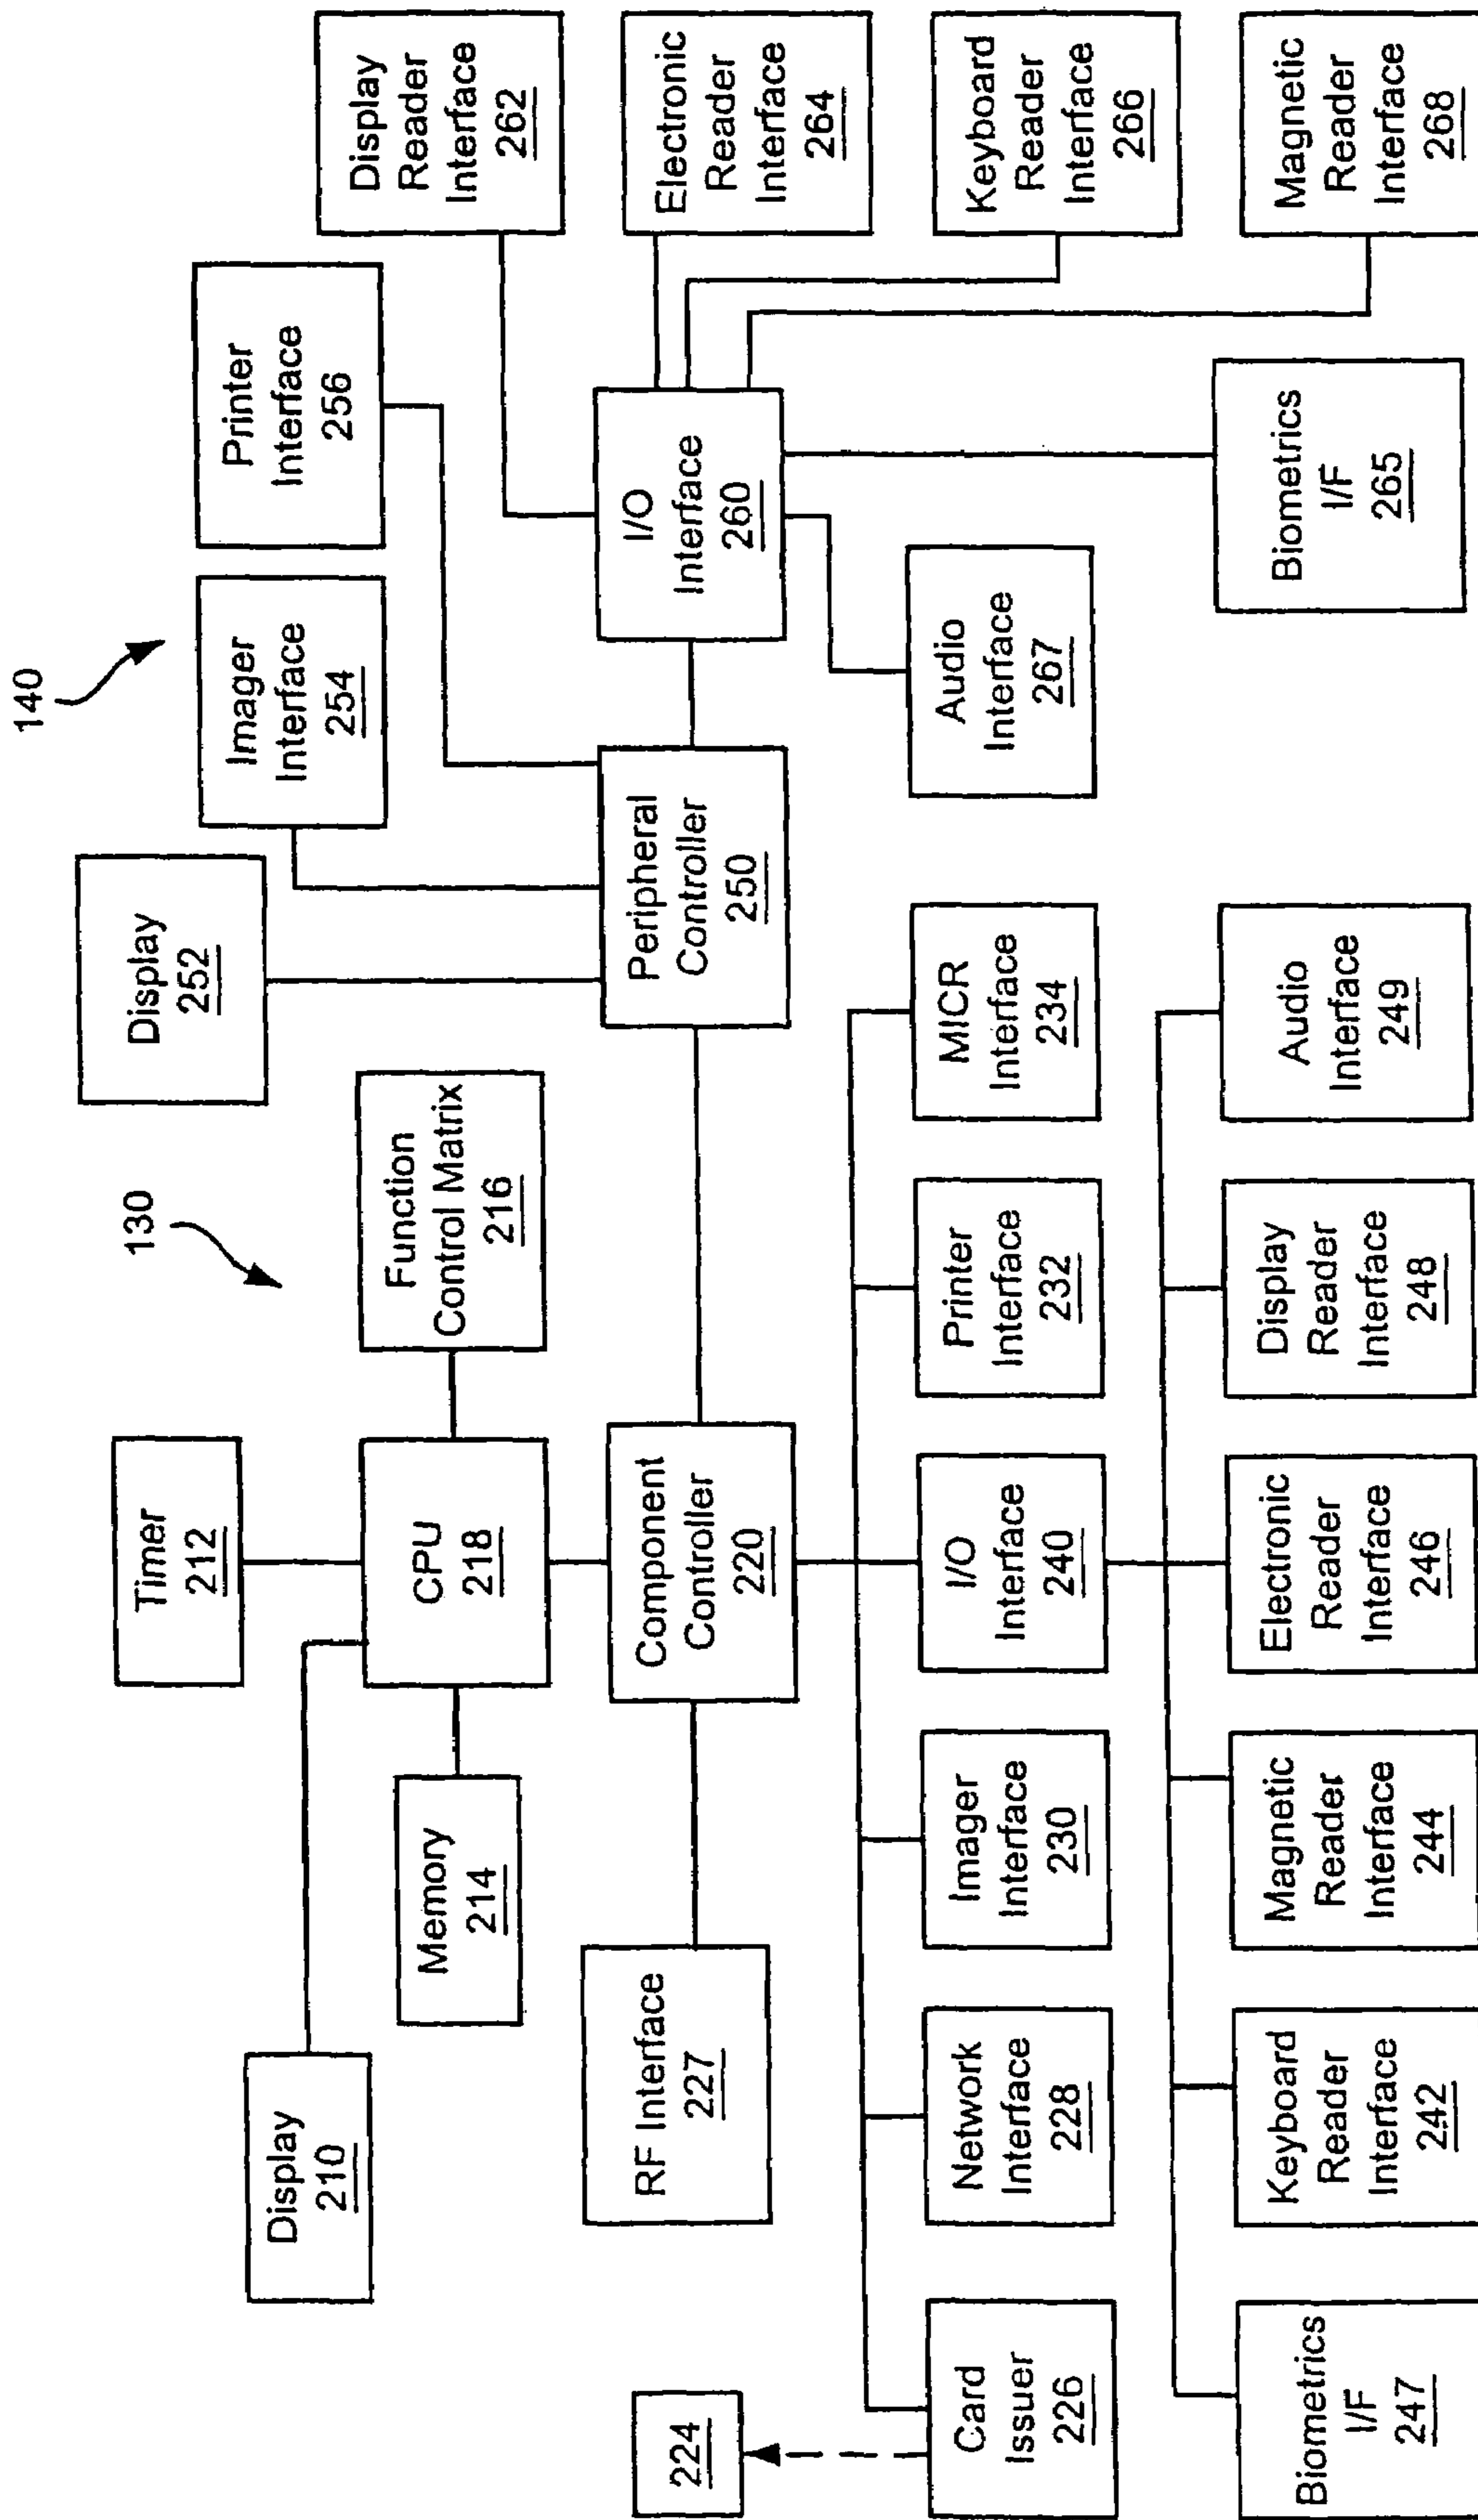 140
130
Display
252
Imager
Interface
254
Printer
Interface
256
Display
Reader
Interface
262
Timer
212
Display
210
Memory
214
CPU
218
Function
Control Matrix
216
Electronic
Reader
Interface
264
RF Interface
227
Component
Controller
220
Peripheral
Controller
250
I/O
Interface
260
224
Keyboard
Reader
Interface
266
Card
Issuer
226
Network
Interface
228
Imager
Interface
230
I/O
Interface
240
Printer
Interface
232
MICR
Interface
234
Audio
Interface
267
Magnetic
Reader
Interface
268
Biometrics
I/F
247
Keyboard
Reader
Interface
242
Magnetic
Reader
Interface
244
Electronic
Reader
Interface
246
Display
Reader
Interface
248
Audio
Interface
249
Biometrics
I/F
265